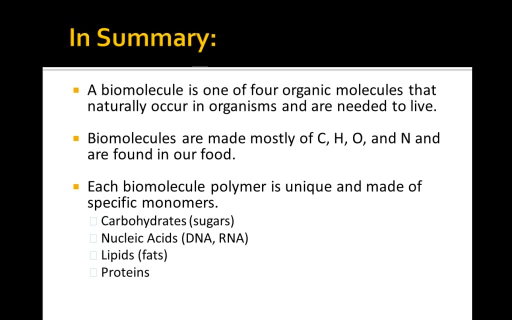 In Summary:
A biomolecule is one of four organic molecules that
naturally occur in organisms and are needed to live.
Biomolecules are made mostly of C, H, O, and N and
are found in our food.
Each biomolecule polymer is unique and made of
specific monomers.
Carbohydrates (sugars)
Nucleic Acids (DNA, RNA)
Lipids (fats)
Proteins